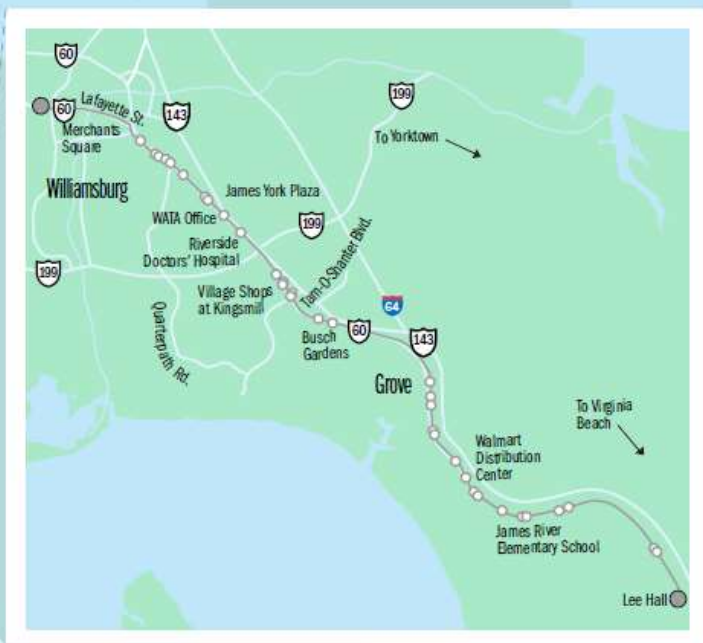 60
Lafayette St.
60
143
199
Merchants
Square
To Yorktown
Williamsburg
James York Plaza
WATA Office
199
Riverside
Doctors' Hospital
Tam-O-Shanter Blvd.
199
Village Shops
at Kingsmill
64
Quarterpath Rd.
Busch
Gardens
60
143
Grove
To Virginia
Beach
Walmart
Distribution
Center
James River
Elementary School
Lee Hall